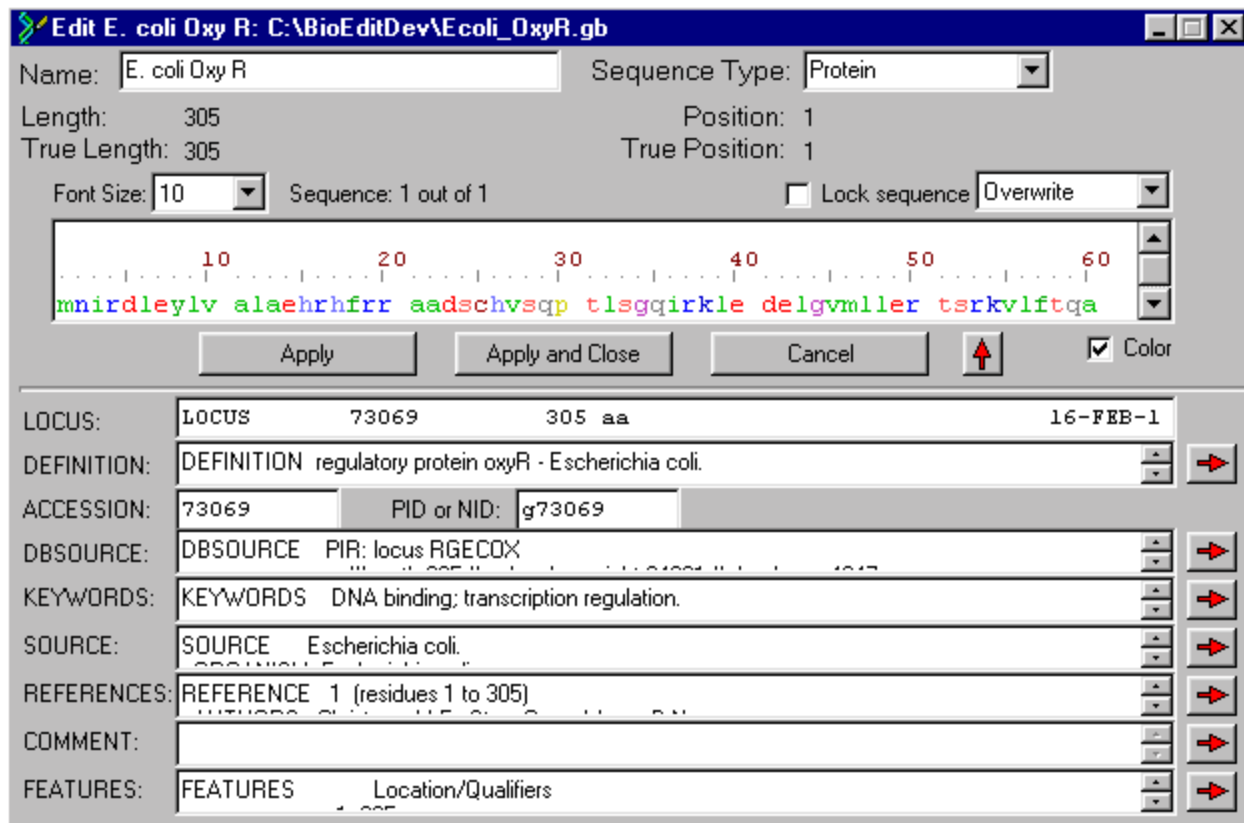 Edit E. coli Oxy R: C:\BioEditDev\Ecoli_OxyR.gb
Name: E. coli Oxy R Sequence Type: Protein
Length: 305 Position: 1
True Length: 305 True Position: 1
Font Size: 10 Sequence: 1 out of 1 Lock sequence Overwrite
10 20 30 40 50 60
mnirdleylv alaehrhfrr aadschvsqp tlsgqirkle delgvmller tsrkvlftqa
Apply Apply and Close Cancel Color
LOCUS: LOCUS 73069 305 aa 16-FEB-1
DEFINITION: DEFINITION regulatory protein oxyR - Escherichia coli.
ACCESSION: 73069 PID or NID: g73069
DBSOURCE: DBSOURCE PIR: locus RGECOX
KEYWORDS: KEYWORDS DNA binding; transcription regulation.
SOURCE: SOURCE Escherichia coli.
REFERENCES: REFERENCE 1 (residues 1 to 305)
COMMENT:
FEATURES: FEATURES Location/Qualifiers